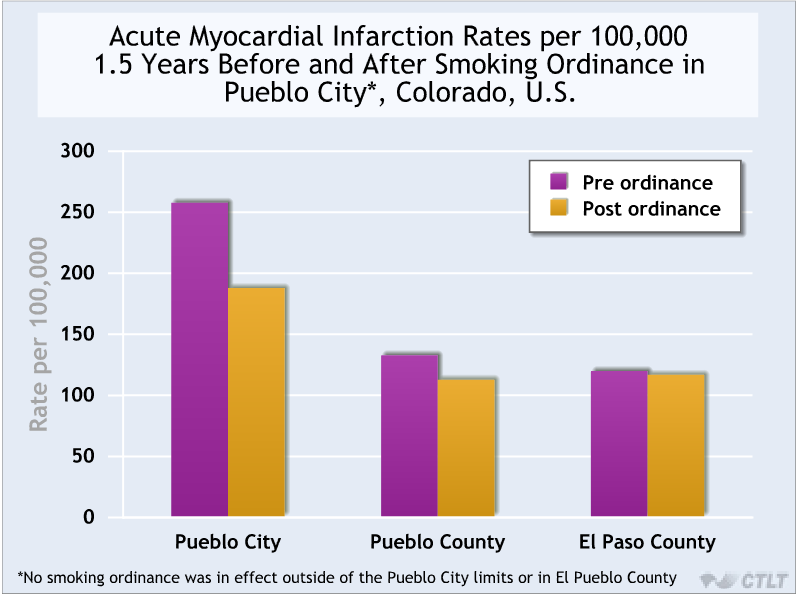 Acute Myocardial Infarction Rates per 100,000
1.5 Years Before and After Smoking Ordinance in
Pueblo City*, Colorado, U.S.
300
250
200
150
100
50
0
Rate per 100,000
Pre ordinance
Post ordinance
Pueblo City
Pueblo County
El Paso County
*No smoking ordinance was in effect outside of the Pueblo City limits or in El Pueblo County
CTLT